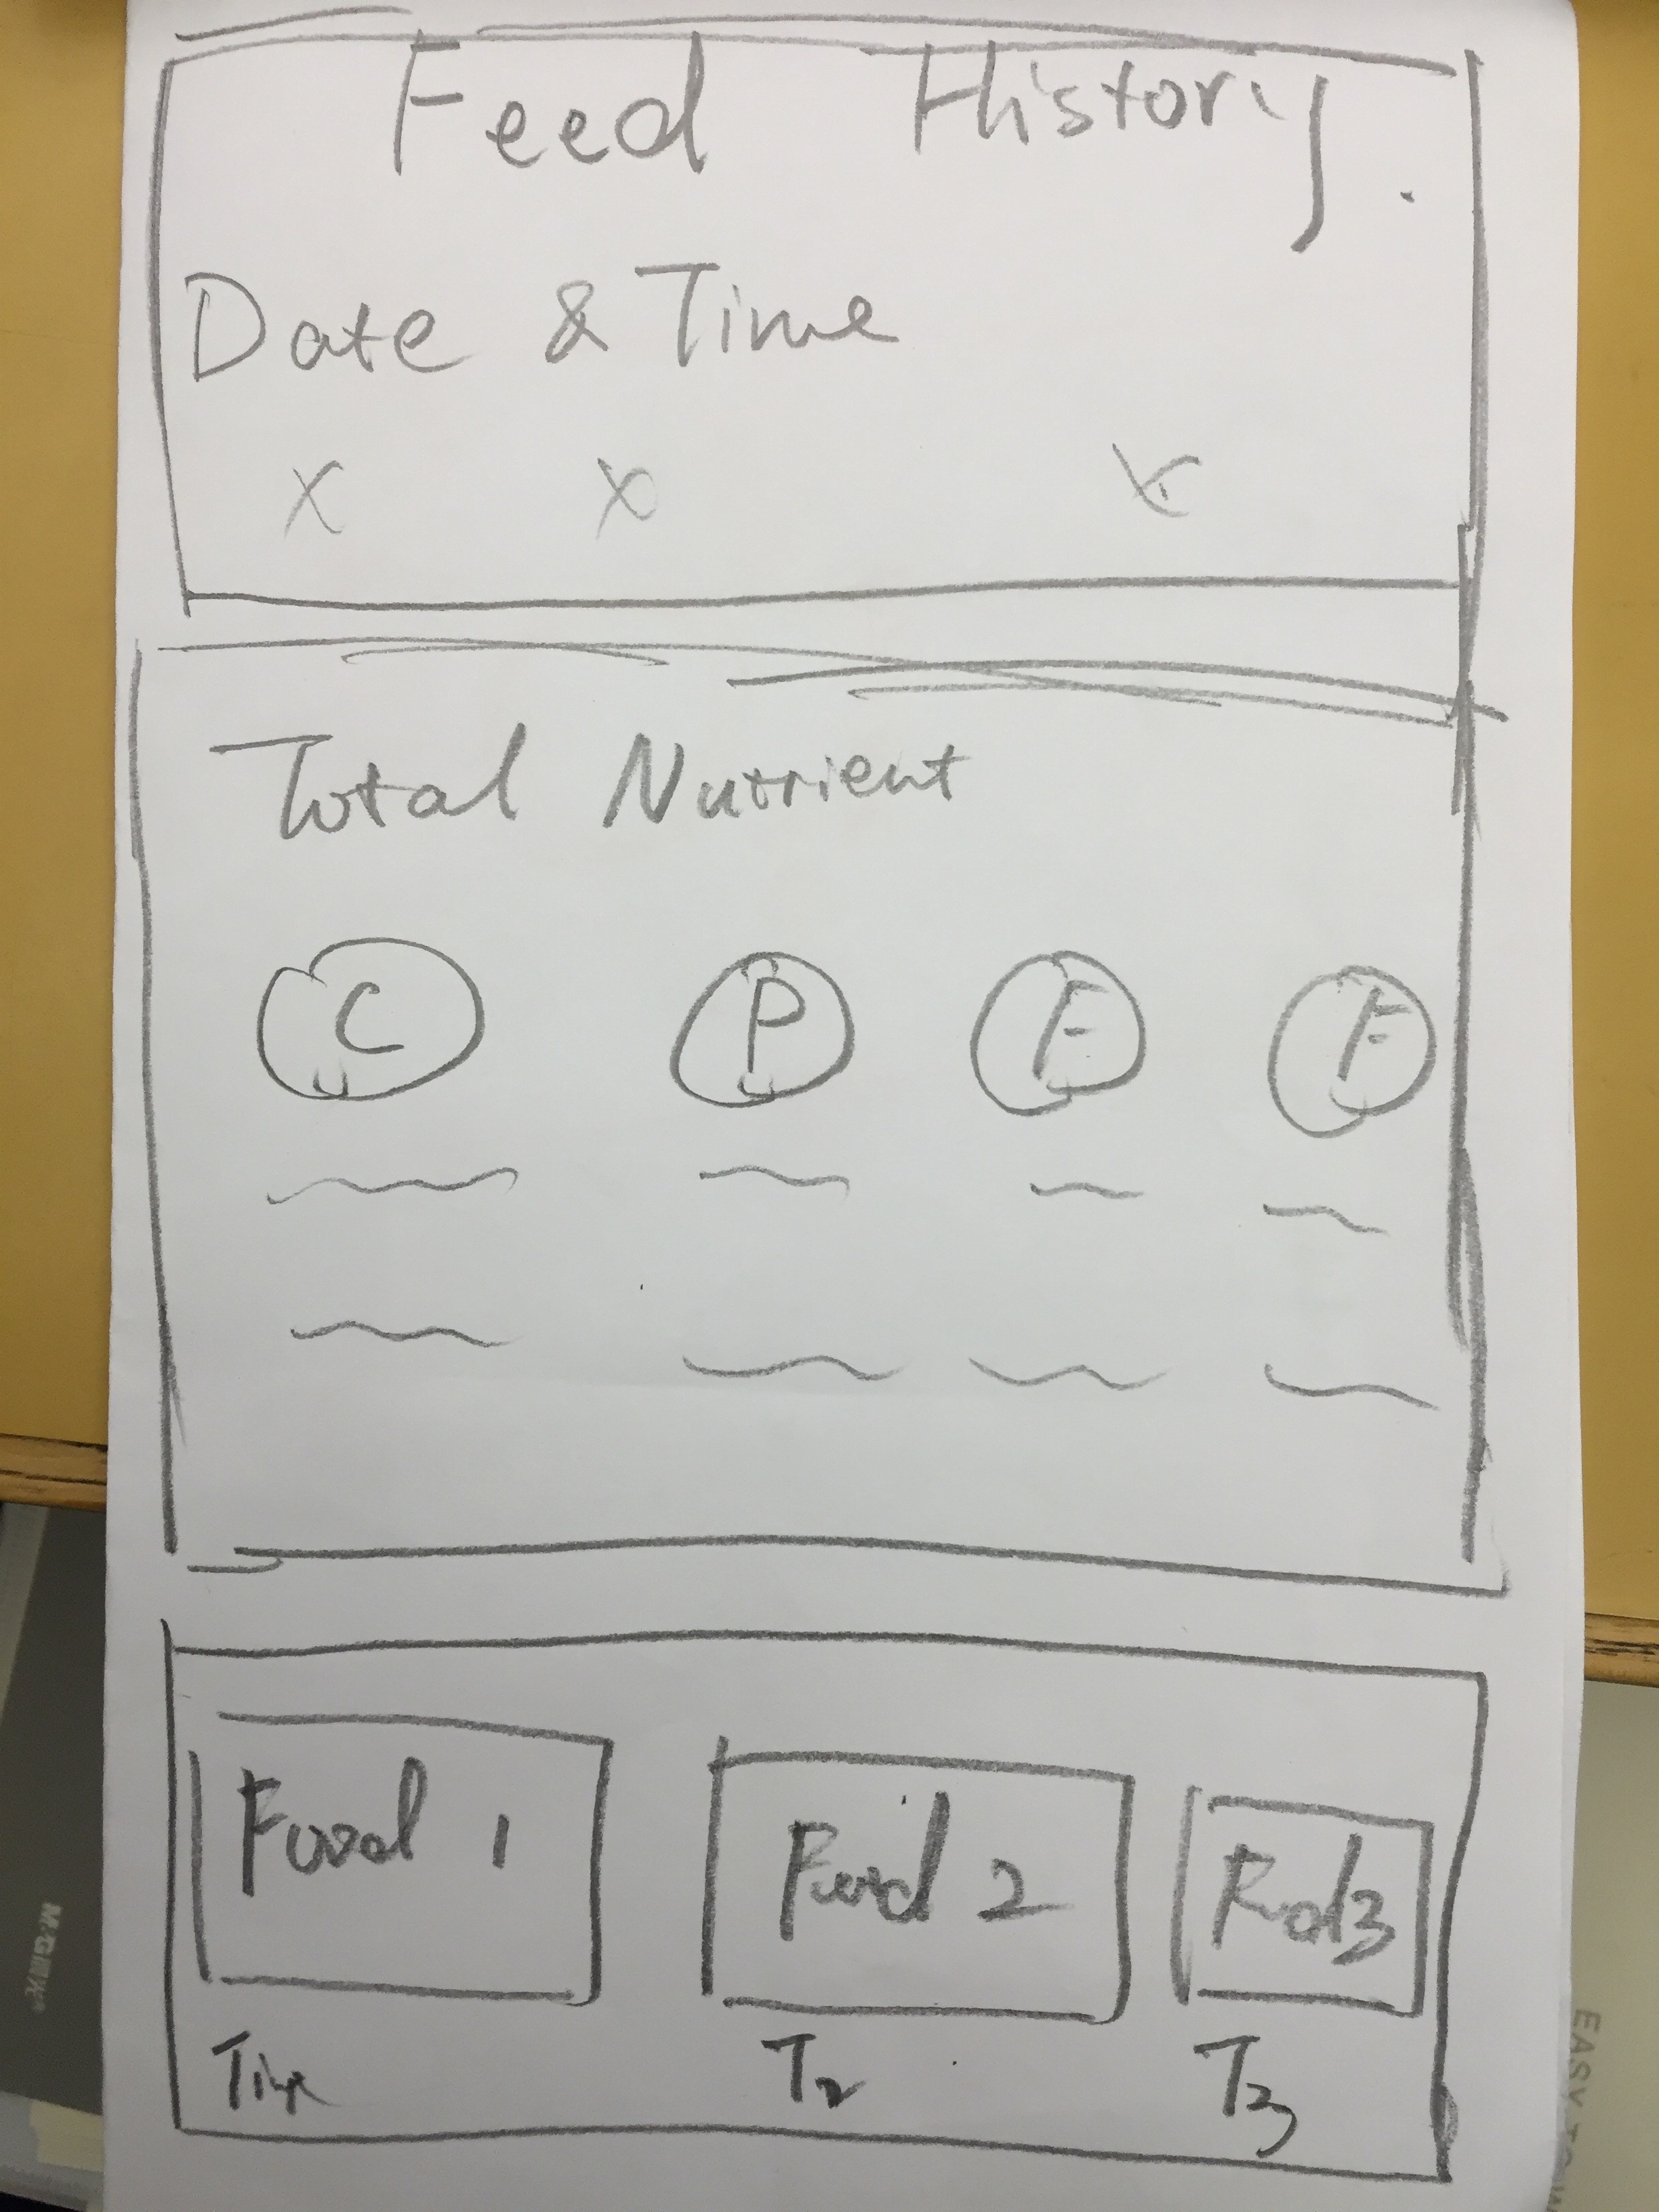 Feed History.
Date & Time
X X X
Total Nutrient
C P F F
Food 1 Food 2 Food 3
Time T2 T3
M&G
EASY